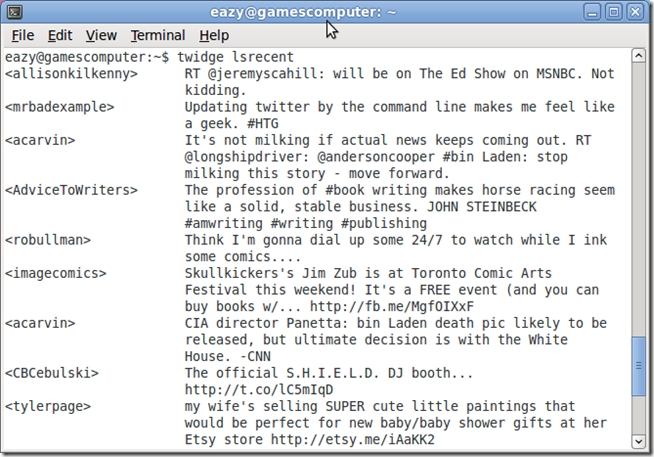 eazy@gamescomputer: ~
File Edit View Terminal Help
eazy@gamescomputer:~$ twidge lsrecent
<allisonkilkenny> RT @jeremyscahill: will be on The Ed Show on MSNBC. Not
kidding.
<mrbadexample> Updating twitter by the command line makes me feel like
a geek. #HTG
<acarvin> It's not milking if actual news keeps coming out. RT
@longshipdriver: @andersoncooper #bin Laden: stop
milking this story - move forward.
<AdviceToWriters> The profession of #book writing makes horse racing seem
like a solid, stable business. JOHN STEINBECK
#amwriting #writing #publishing
<robullman> Think I'm gonna dial up some 24/7 to watch while I ink
some comics....
<imagecomics> Skullkickers's Jim Zub is at Toronto Comic Arts
Festival this weekend! It's a FREE event (and you can
buy books w/... http://fb.me/MgfOIXxF
<acarvin> CIA director Panetta: bin Laden death pic likely to be
released, but ultimate decision is with the White
House. -CNN
<CBCebulski> The official S.H.I.E.L.D. DJ booth...
http://t.co/lC5mIqD
<tylerpage> my wife's selling SUPER cute little paintings that
would be perfect for new baby/baby shower gifts at her
Etsy store http://etsy.me/iAaKK2